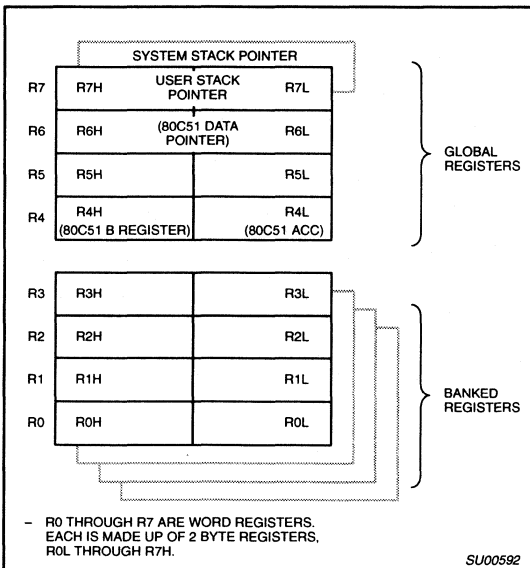 SYSTEM STACK POINTER
R7 R7H USER STACK POINTER R7L
R6 R6H (80C51 DATA POINTER) R6L
R5 R5H R5L
R4 R4H (80C51 B REGISTER) R4L (80C51 ACC)
GLOBAL REGISTERS
R3 R3H R3L
R2 R2H R2L
R1 R1H R1L
R0 R0H R0L
BANKED REGISTERS
– R0 THROUGH R7 ARE WORD REGISTERS.
EACH IS MADE UP OF 2 BYTE REGISTERS,
R0L THROUGH R7H.
SU00592